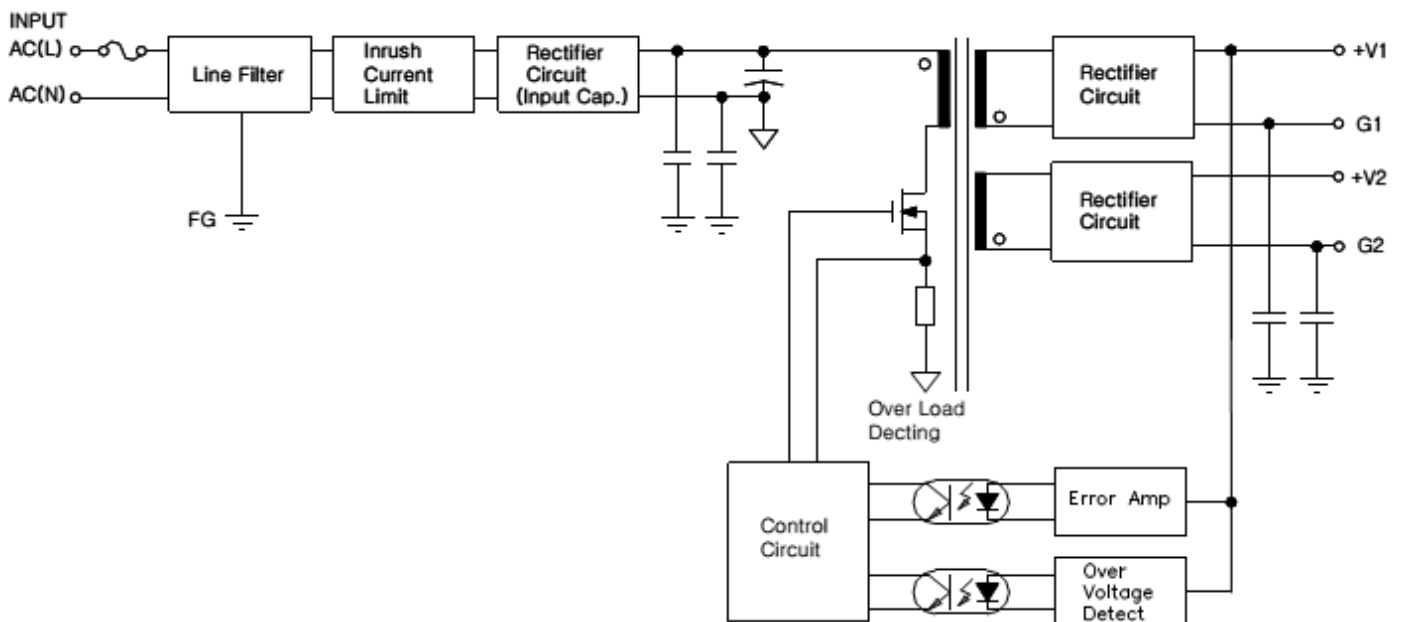 INPUT
AC(L)
AC(N)
Line Filter
FG
Inrush
Current
Limit
Rectifier
Circuit
(Input Cap.)
Rectifier
Circuit
+V1
G1
Rectifier
Circuit
+V2
G2
Over Load
Decting
Control
Circuit
Error Amp
Over
Voltage
Detect